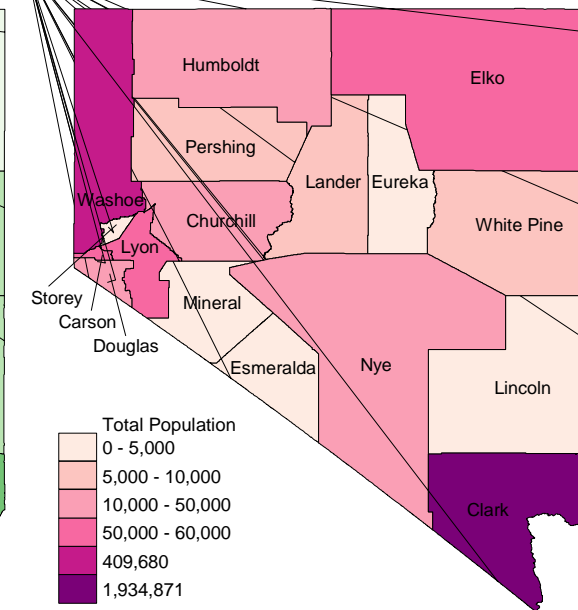 Humboldt
Elko
Pershing
Lander
Eureka
Washoe
Churchill
White Pine
Lyon
Storey
Mineral
Carson
Douglas
Esmeralda
Nye
Lincoln
Clark
Total Population
0 - 5,000
5,000 - 10,000
10,000 - 50,000
50,000 - 60,000
409,680
1,934,871